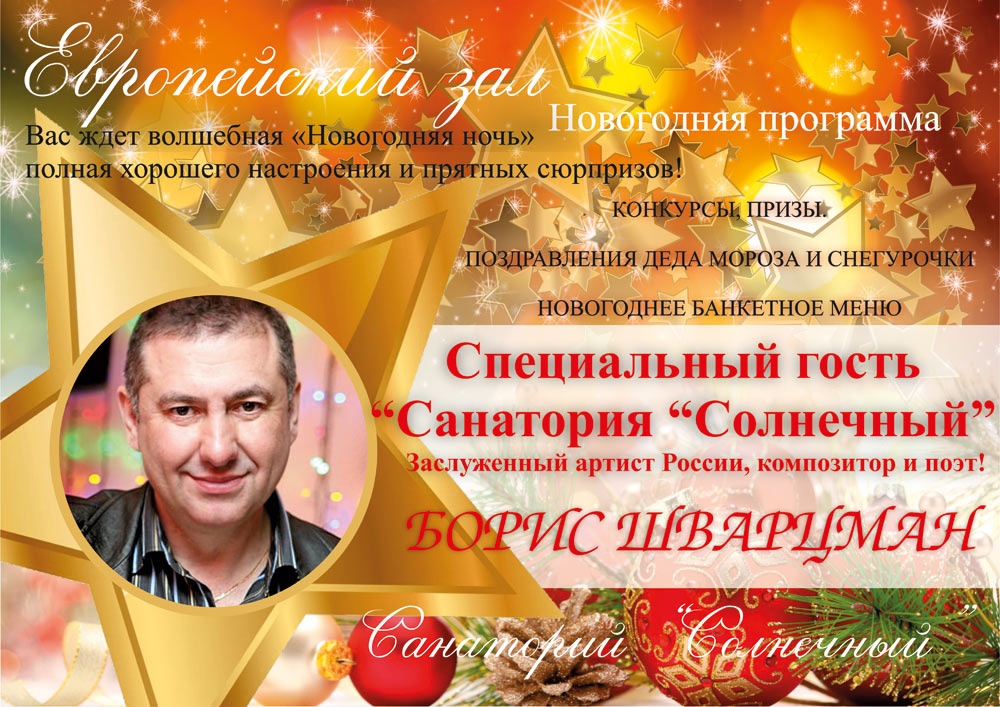 Европейский зал
Новогодняя программа
Вас ждет волшебная «Новогодняя ночь»
полная хорошего настроения и прятных сюрпризов!
КОНКУРСЫ, ПРИЗЫ.
ПОЗДРАВЛЕНИЯ ДЕДА МОРОЗА И СНЕГУРОЧКИ
НОВОГОДНЕЕ БАНКЕТНОЕ МЕНЮ
Специальный гость
“Санатория “Солнечный”
Заслуженный артист России, композитор и поэт!
БОРИС ШВАРЦМАН
Санаторий “Солнечный”